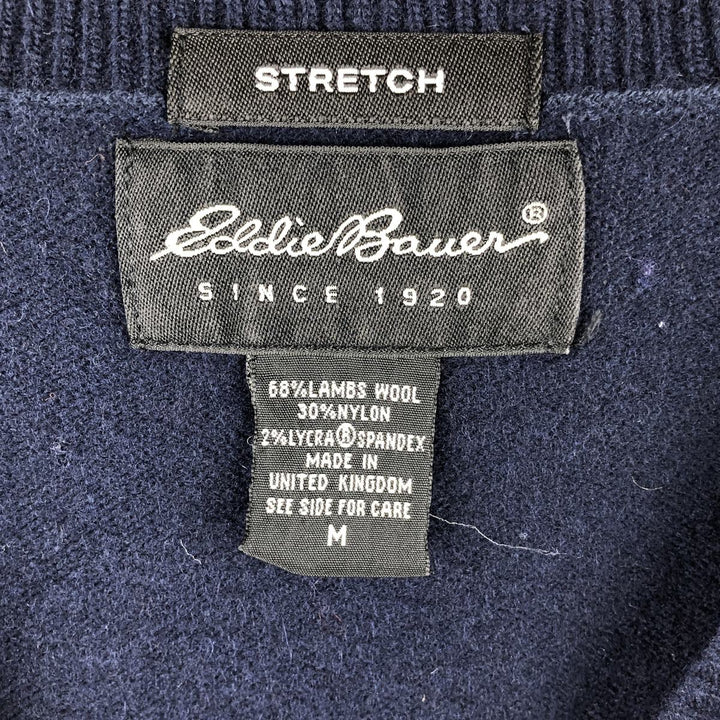 STRETCH
Eddie Bauer®
SINCE 1920
68%LAMBS WOOL
30%NYLON
2%LYCRA®SPANDEX
MADE IN
UNITED KINGDOM
SEE SIDE FOR CARE
M